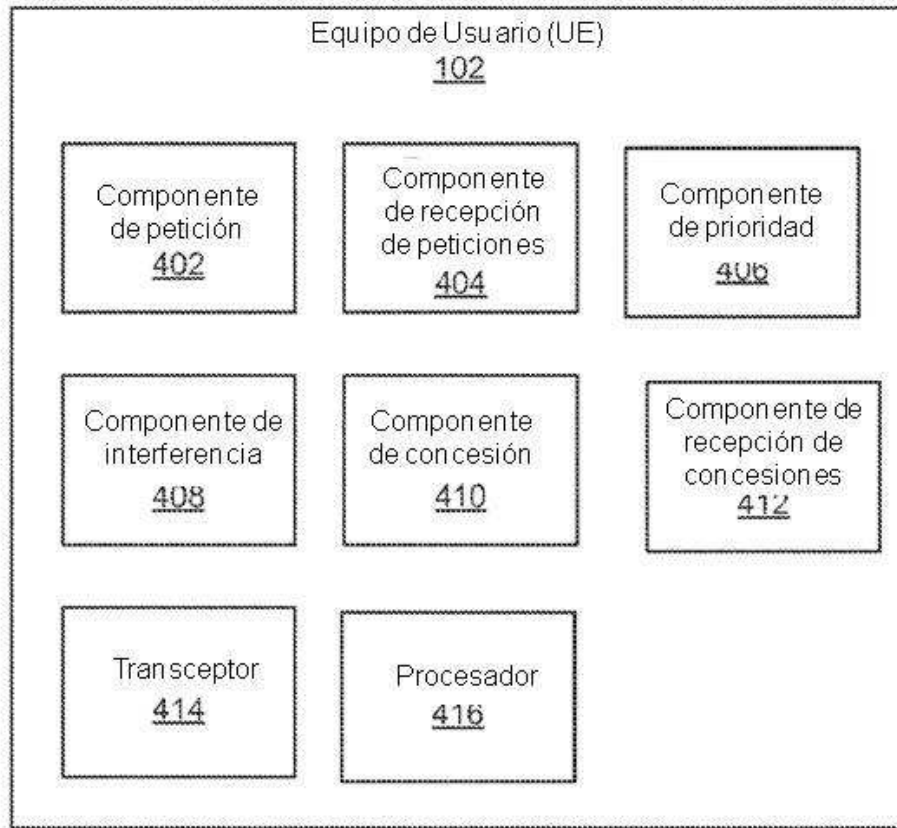 Equipo de Usuario (UE)
102
Componente
de petición
402
Componente
de recepción
de peticiones
404
Componente
de prioridad
406
Componente de
interferencia
408
Componente
de concesión
410
Componente de
recepción de
concesiones
412
Transceptor
414
Procesador
416